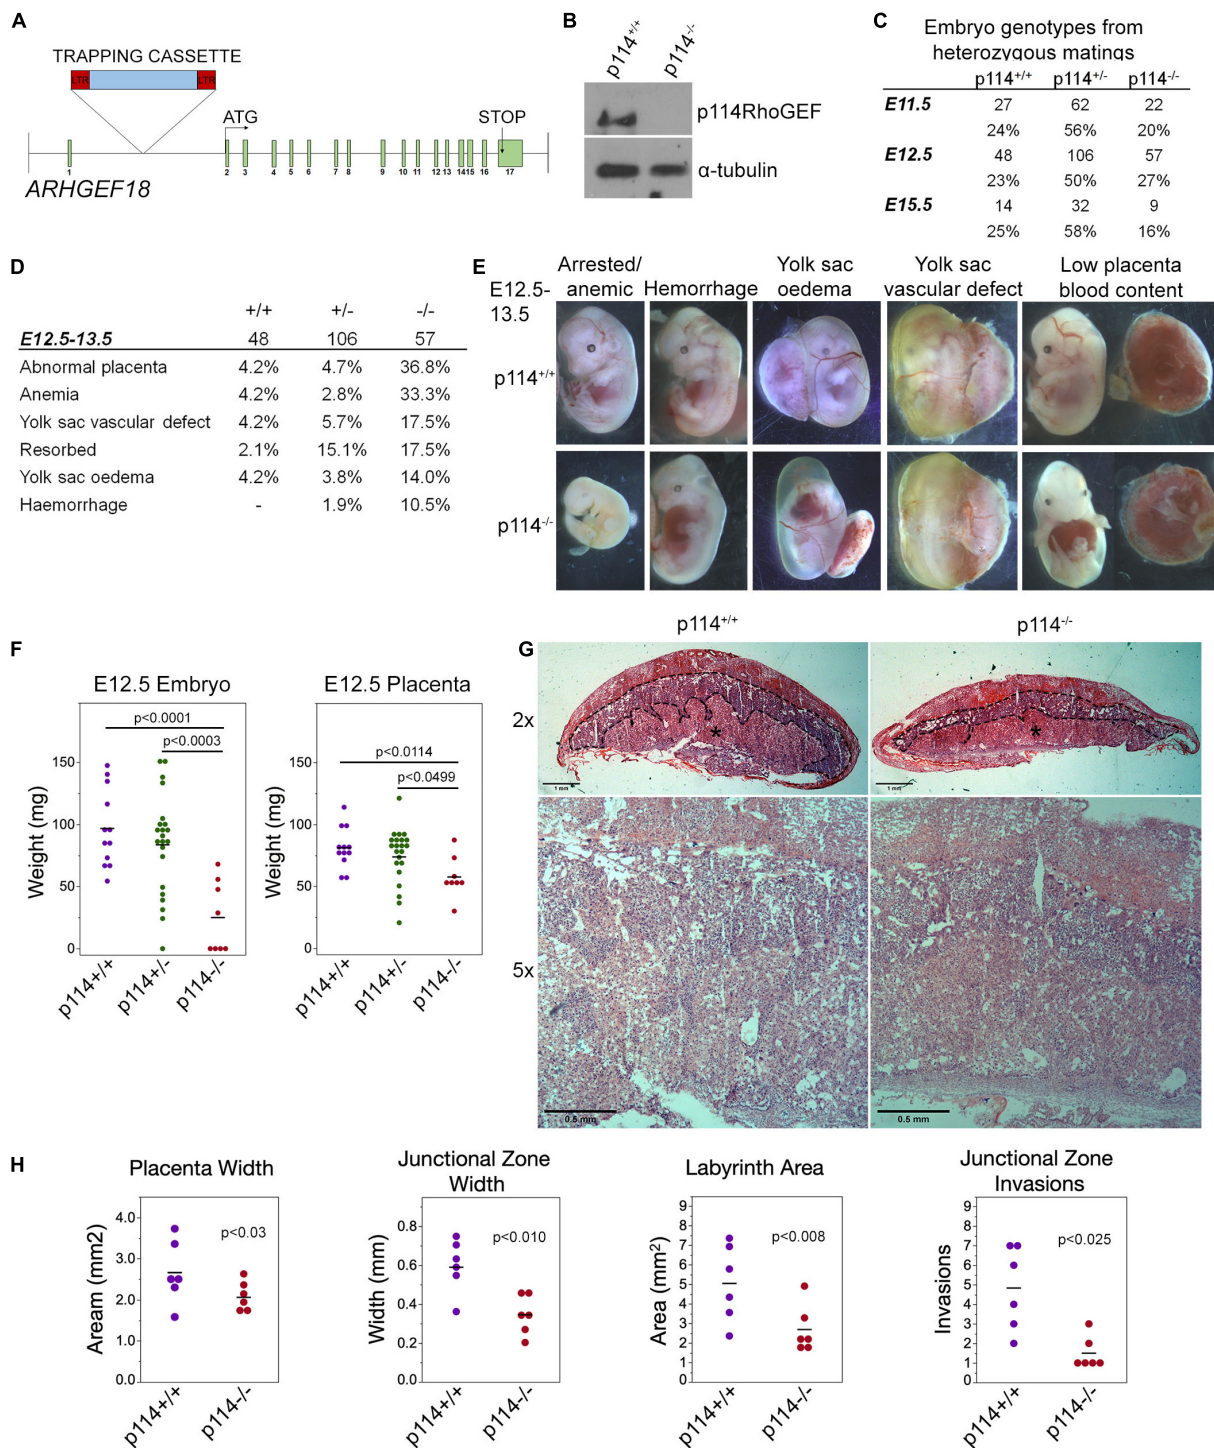 A
TRAPPING CASSETTE
LTR LTR
ATG
STOP
1 2 3 4 5 6 7 8 9 10 11 12 13 14 15 16 17
ARHGEF18
B
p114+/+ p114-/-
p114RhoGEF
α-tubulin
C
Embryo genotypes from
heterozygous matings
p114+/+ p114+/- p114-/-
E11.5 27 62 22
24% 56% 20%
E12.5 48 106 57
23% 50% 27%
E15.5 14 32 9
25% 58% 16%
D
+/+ +/- -/-
E12.5-13.5 48 106 57
Abnormal placenta 4.2% 4.7% 36.8%
Anemia 4.2% 2.8% 33.3%
Yolk sac vascular defect 4.2% 5.7% 17.5%
Resorbed 2.1% 15.1% 17.5%
Yolk sac oedema 4.2% 3.8% 14.0%
Haemorrhage - 1.9% 10.5%
E
E12.5-
13.5
Arrested/
anemic
Hemorrhage
Yolk sac
oedema
Yolk sac
vascular defect
Low placenta
blood content
p114+/+
p114-/-
F
E12.5 Embryo
p<0.0001
p<0.0003
Weight (mg)
150
100
50
0
p114+/+ p114+/- p114-/-
E12.5 Placenta
p<0.0114
p<0.0499
Weight (mg)
150
100
50
0
p114+/+ p114+/- p114-/-
G
p114+/+ p114-/-
2x
*
1 mm
*
1 mm
5x
0.5 mm
0.5 mm
H
Placenta Width
p<0.03
Aream (mm2)
4.0
3.0
2.0
1.0
0.0
p114+/+ p114-/-
Junctional Zone
Width
p<0.010
Width (mm)
0.8
0.6
0.4
0.2
0.0
p114+/+ p114-/-
Labyrinth Area
p<0.008
Area (mm2)
9
8
7
6
5
4
3
2
1
0
p114+/+ p114-/-
Junctional Zone
Invasions
p<0.025
Invasions
9
8
7
6
5
4
3
2
1
0
p114+/+ p114-/-